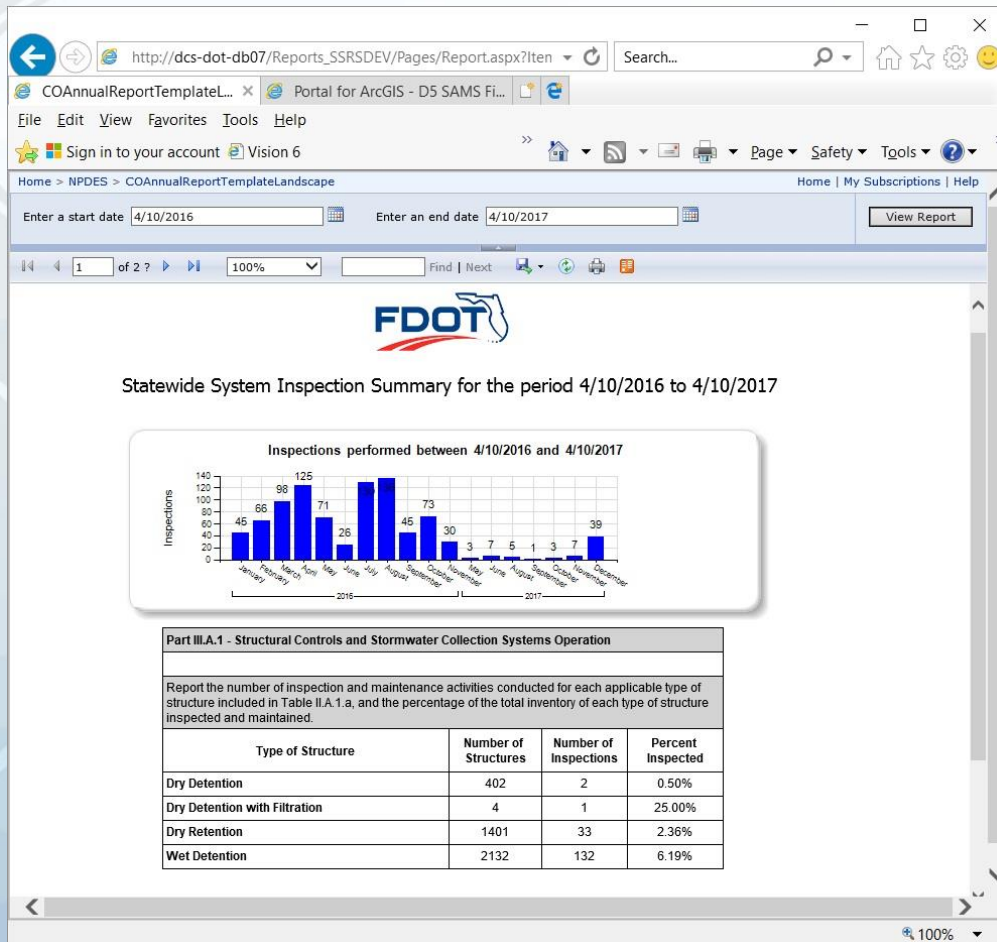 http://dcs-dot-db07/Reports_SSRSDEV/Pages/Report.aspx?Iten
Search...
COAnnualReportTemplateL...
Portal for ArcGIS - D5 SAMS Fi...
File Edit View Favorites Tools Help
Sign in to your account Vision 6
Page Safety Tools
Home > NPDES > COAnnualReportTemplateLandscape
Home | My Subscriptions | Help
Enter a start date 4/10/2016
Enter an end date 4/10/2017
View Report
1 of 2 ?
100%
Find | Next
FDOT
Statewide System Inspection Summary for the period 4/10/2016 to 4/10/2017
Inspections performed between 4/10/2016 and 4/10/2017
Inspections
140
120
100
80
60
40
20
0
45 66 98 125 71 26 45 73 30 3 7 5 1 3 7 39
January February March April May June July August September October November May June August September October November December
2016 2017
Part III.A.1 - Structural Controls and Stormwater Collection Systems Operation
Report the number of inspection and maintenance activities conducted for each applicable type of
structure included in Table II.A.1.a, and the percentage of the total inventory of each type of structure
inspected and maintained.
Type of Structure Number of Structures Number of Inspections Percent Inspected
Dry Detention 402 2 0.50%
Dry Detention with Filtration 4 1 25.00%
Dry Retention 1401 33 2.36%
Wet Detention 2132 132 6.19%
100%